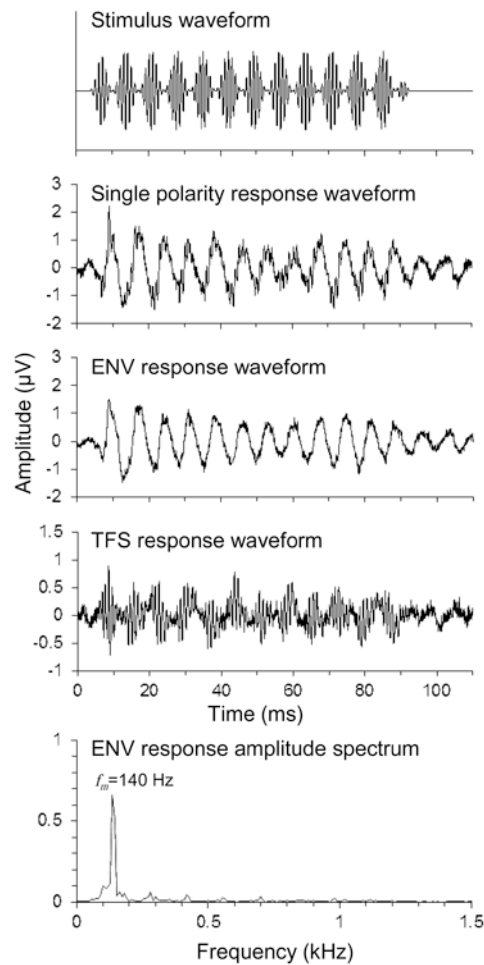 Stimulus waveform
3
Single polarity response waveform
2
1
0
-1
-2
3
ENV response waveform
2
1
0
-1
-2
Amplitude (µV)
1.5
TFS response waveform
1
0.5
0
-0.5
-1
0 20 40 60 80 100
Time (ms)
1
ENV response amplitude spectrum
fm=140 Hz
0.5
0
0 0.5 1 1.5
Frequency (kHz)